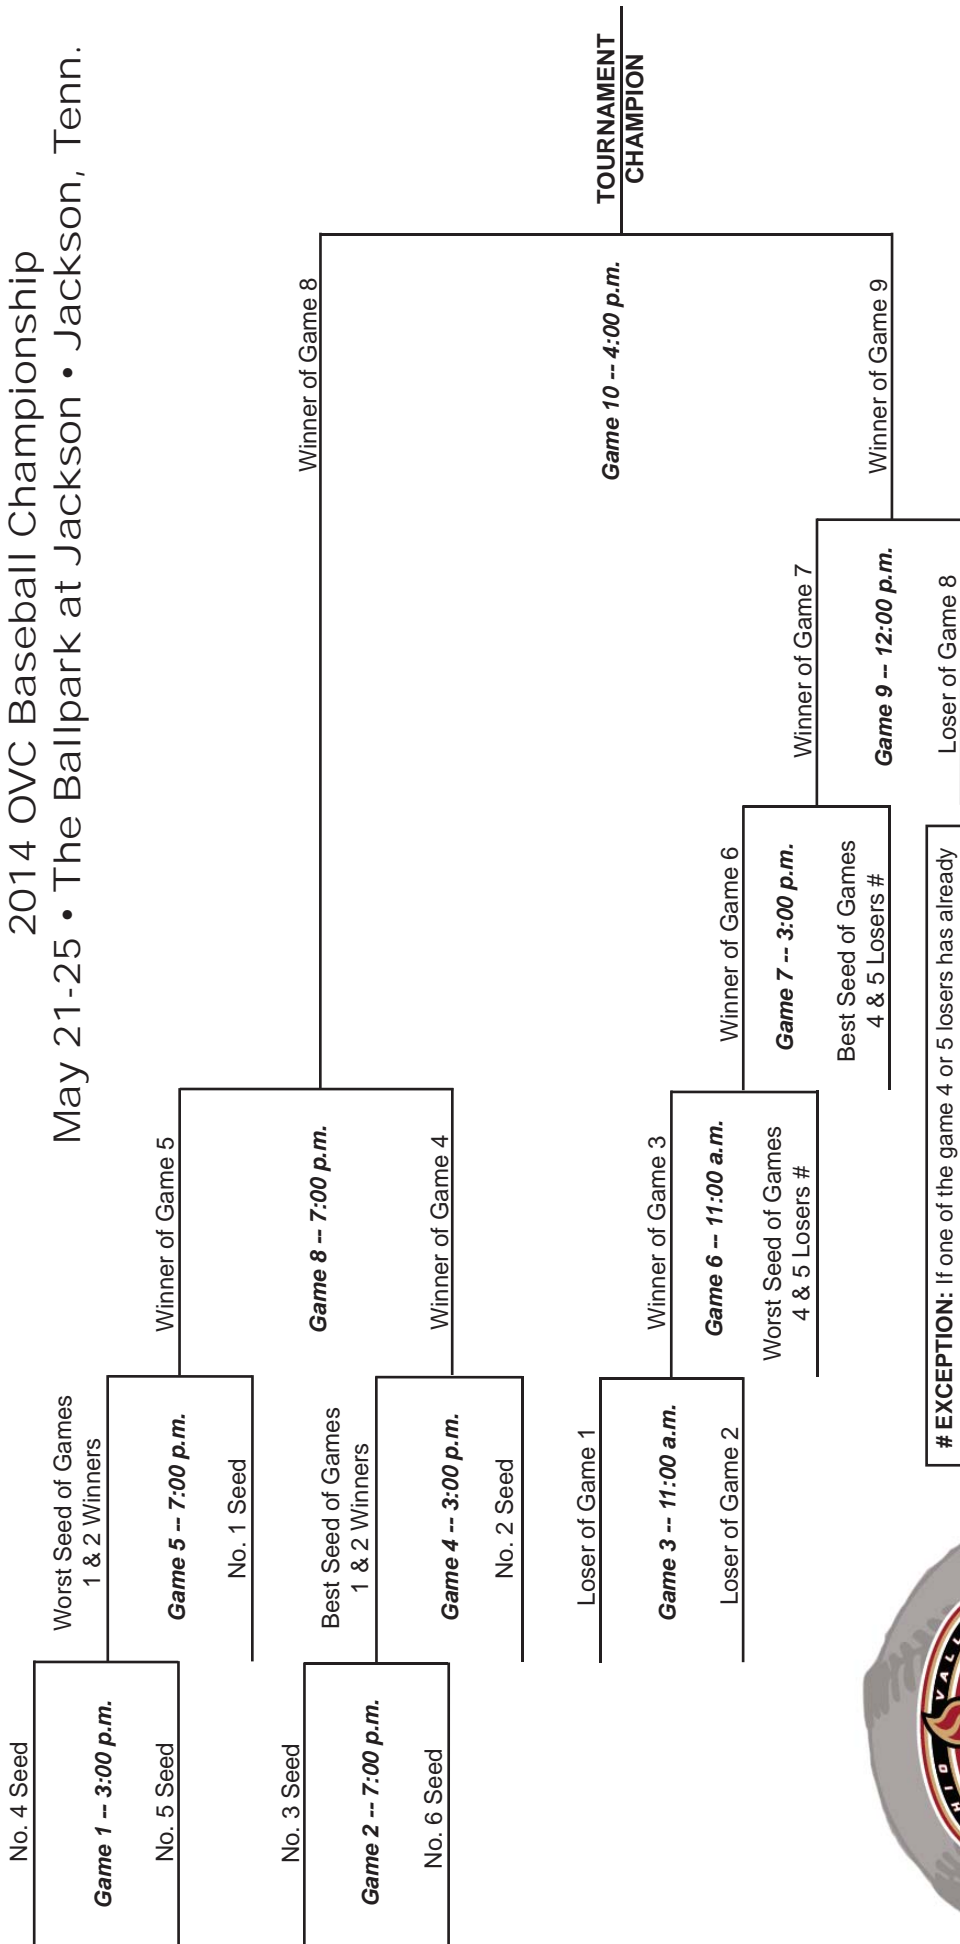 2014 OVC Baseball Championship
May 21-25 • The Ballpark at Jackson • Jackson, Tenn.
No. 4 Seed
Game 1 -- 3:00 p.m.
No. 5 Seed
No. 3 Seed
Game 2 -- 7:00 p.m.
No. 6 Seed
Worst Seed of Games
1 & 2 Winners
Game 5 -- 7:00 p.m.
No. 1 Seed
Best Seed of Games
1 & 2 Winners
Game 4 -- 3:00 p.m.
No. 2 Seed
Loser of Game 1
Game 3 -- 11:00 a.m.
Loser of Game 2
Winner of Game 5
Game 8 -- 7:00 p.m.
Winner of Game 4
Winner of Game 3
Game 6 -- 11:00 a.m.
Worst Seed of Games
4 & 5 Losers #
Winner of Game 6
Game 7 -- 3:00 p.m.
Best Seed of Games
4 & 5 Losers #
Winner of Game 7
Game 9 -- 12:00 p.m.
Loser of Game 8
Winner of Game 8
Game 10 -- 4:00 p.m.
Winner of Game 9
TOURNAMENT
CHAMPION
# EXCEPTION: If one of the game 4 or 5 losers has already